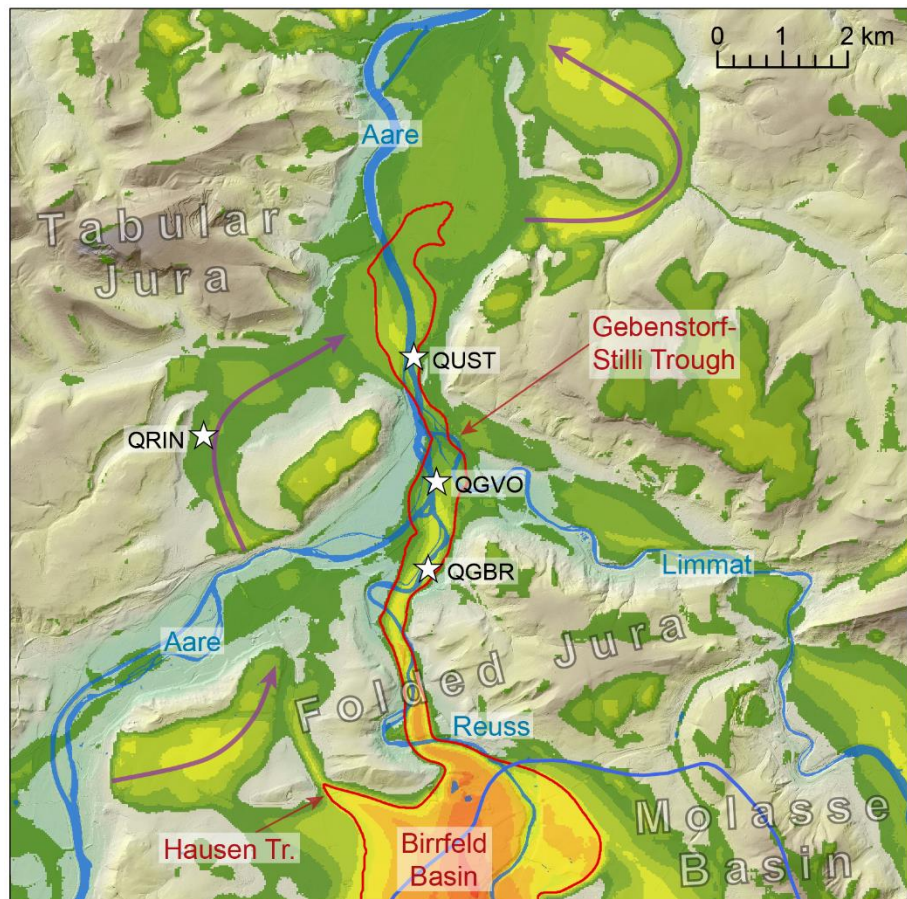 0 1 2 km
Aare
Tabular
Jura
Gebenstorf-
Stilli Trough
QUST
QRIN
QGVO
QGBR
Limmat
Aare
Folded Jura
Reuss
Hausen Tr.
Birrfeld
Basin
Molasse
Basin